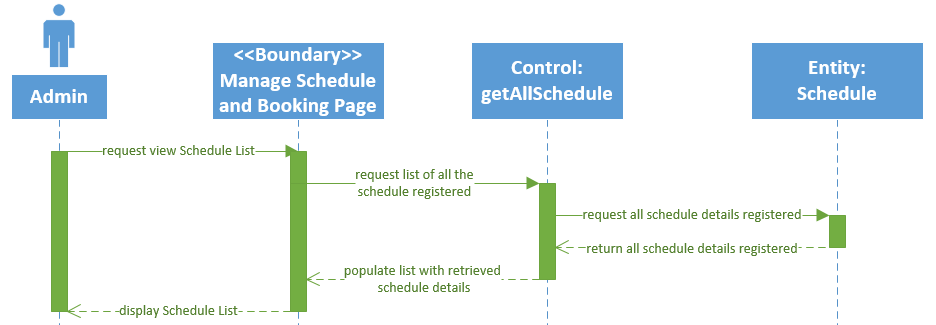 Admin
<<Boundary>>
Manage Schedule
and Booking Page
Control:
getAllSchedule
Entity:
Schedule
request view Schedule List
request list of all the
schedule registered
request all schedule details registered
return all schedule details registered
populate list with retrieved
schedule details
display Schedule List